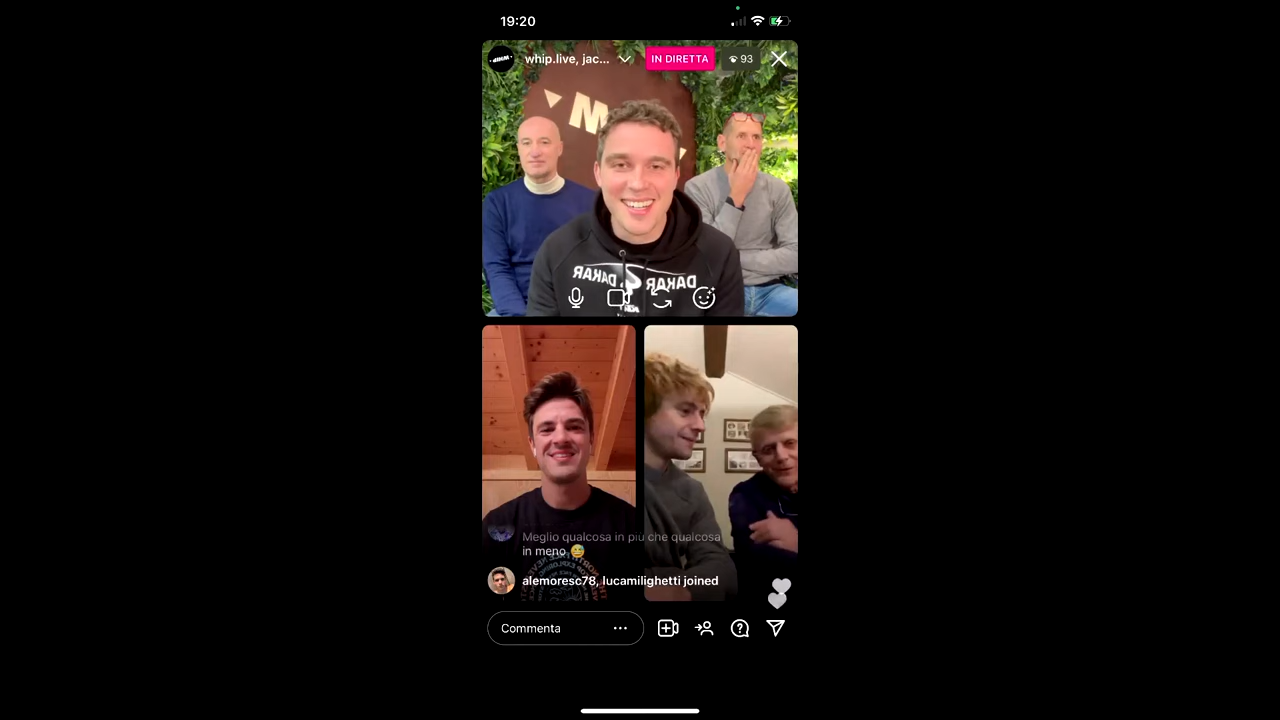 19:20
whip.live, jac...
IN DIRETTA
93
M
DAKAR DAKAR
Meglio qualcosa in più che qualcosa
in meno 😅
alemoresc78, lucamilighetti joined
Commenta